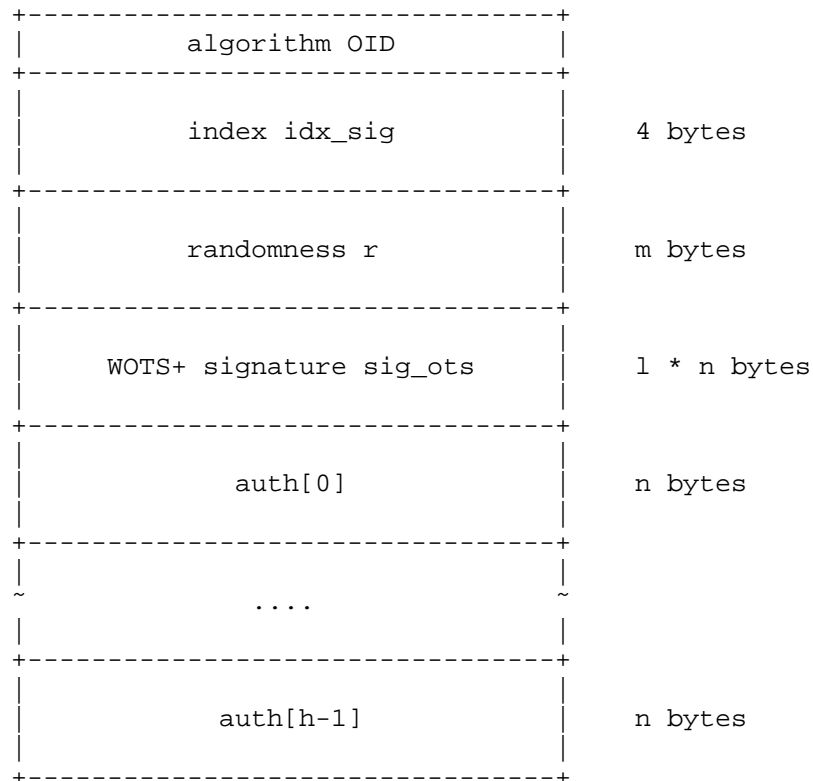 algorithm OID
index idx_sig 4 bytes
randomness r m bytes
WOTS+ signature sig_ots l * n bytes
auth[0] n bytes
~ .... ~
auth[h-1] n bytes